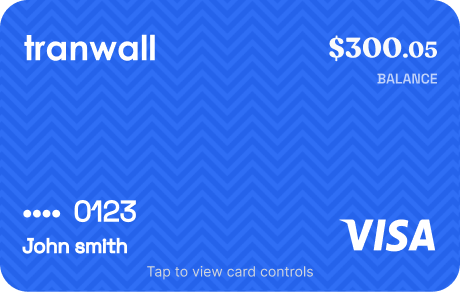 tranwall
$300.05
BALANCE
•••• 0123
John smith
VISA
Tap to view card controls